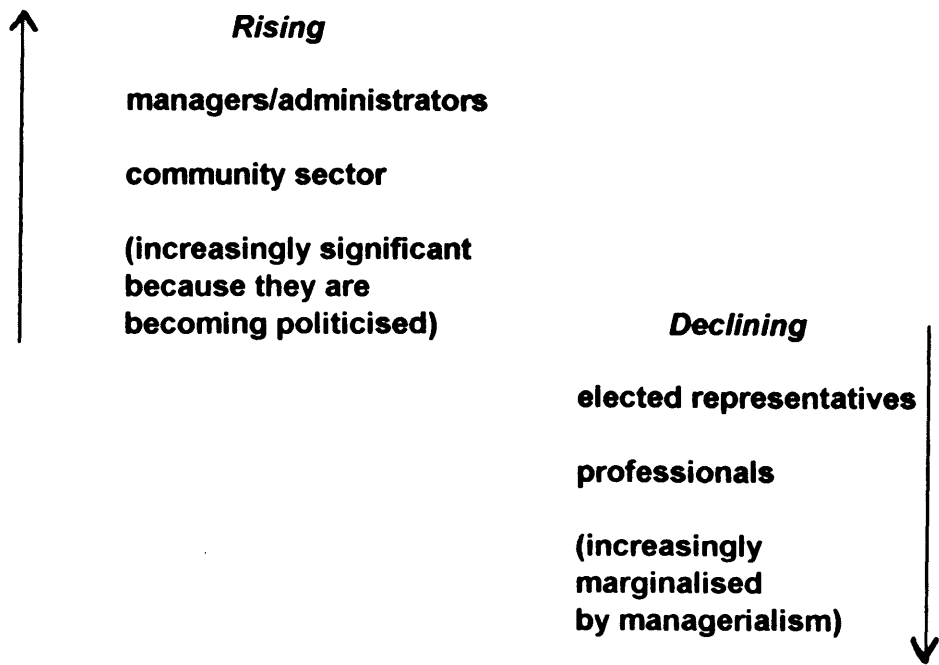 Rising
managers/administrators
community sector
(increasingly significant
because they are
becoming politicised)
Declining
elected representatives
professionals
(increasingly
marginalised
by managerialism)